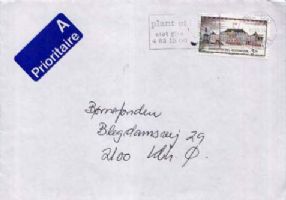 A
Prioritaire
plant et
Børnefonden
Blegdamsvej 29
2100 Kbh Ø.